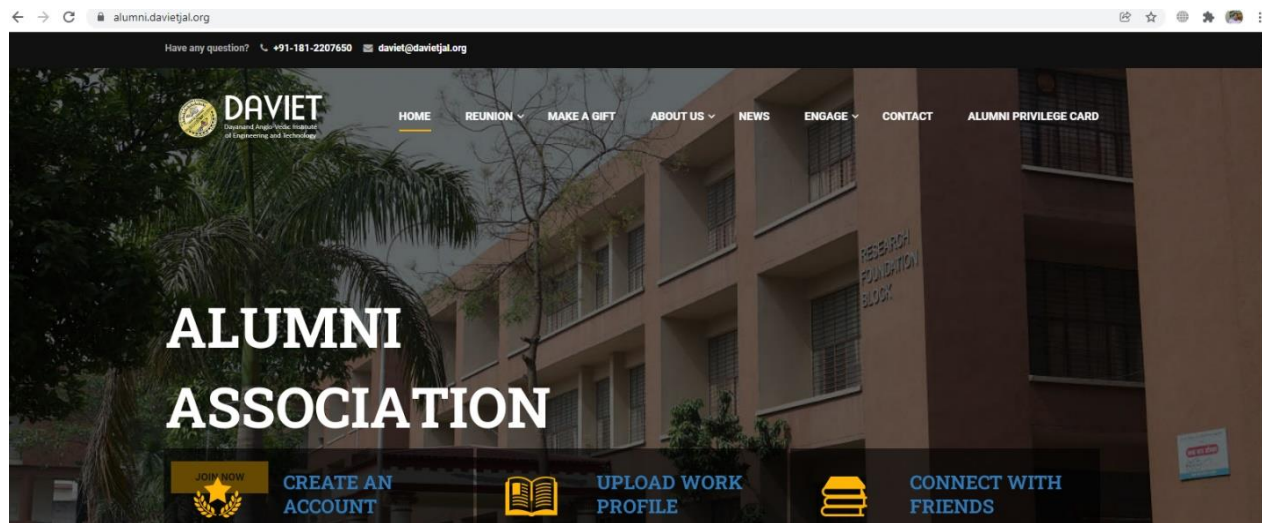 alumni.davietjal.org
Have any question? +91-181-2207650 daviet@davietjal.org
DAVIET
Dayanand Anglo-Vedic Institute
of Engineering and Technology
HOME REUNION MAKE A GIFT ABOUT US NEWS ENGAGE CONTACT ALUMNI PRIVILEGE CARD
RESEARCH
FOUNDATION
BLOCK
ALUMNI
ASSOCIATION
JOIN NOW
CREATE AN
ACCOUNT
UPLOAD WORK
PROFILE
CONNECT WITH
FRIENDS